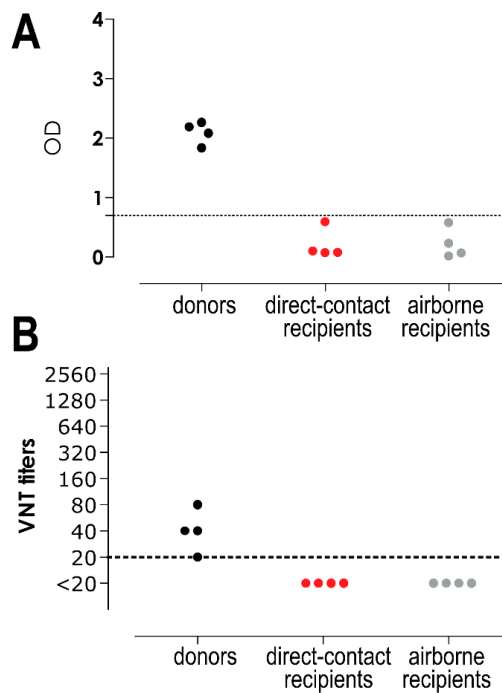 A
4
3
2
1
0
OD
donors
direct-contact
recipients
airborne
recipients
B
2560
1280
640
320
160
80
40
20
<20
VNT titers
donors
direct-contact
recipients
airborne
recipients